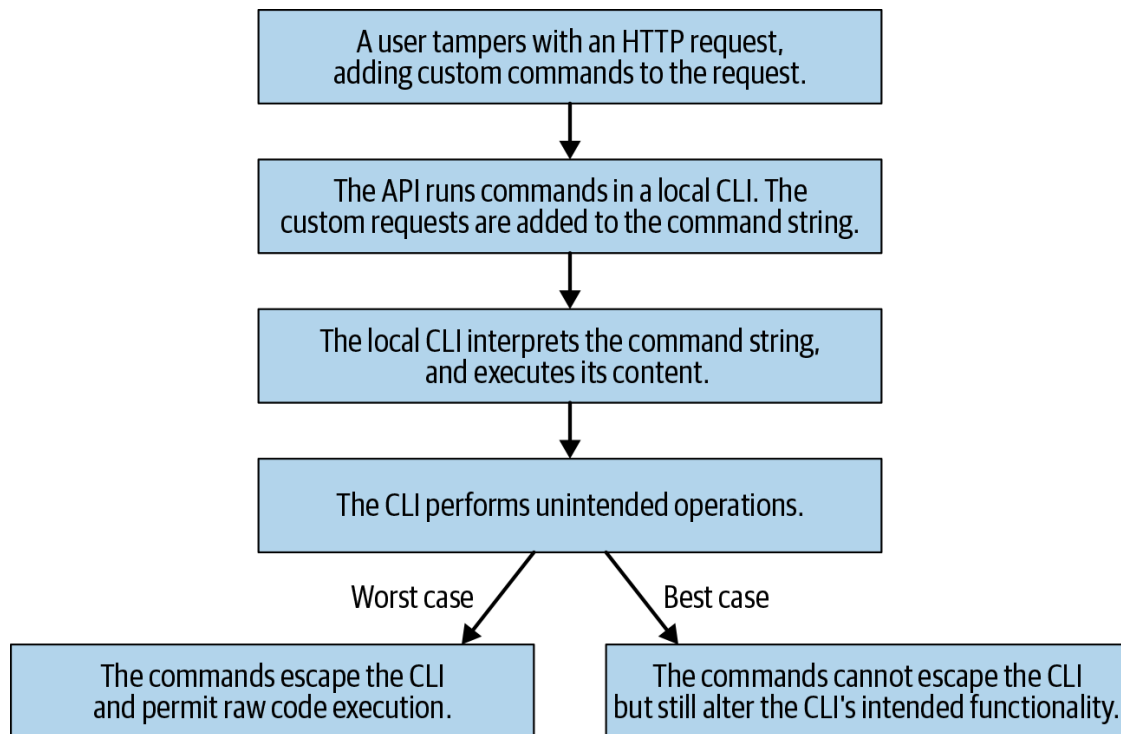 A user tampers with an HTTP request,
adding custom commands to the request.
The API runs commands in a local CLI. The
custom requests are added to the command string.
The local CLI interprets the command string,
and executes its content.
The CLI performs unintended operations.
Worst case
Best case
The commands escape the CLI
and permit raw code execution.
The commands cannot escape the CLI
but still alter the CLI's intended functionality.